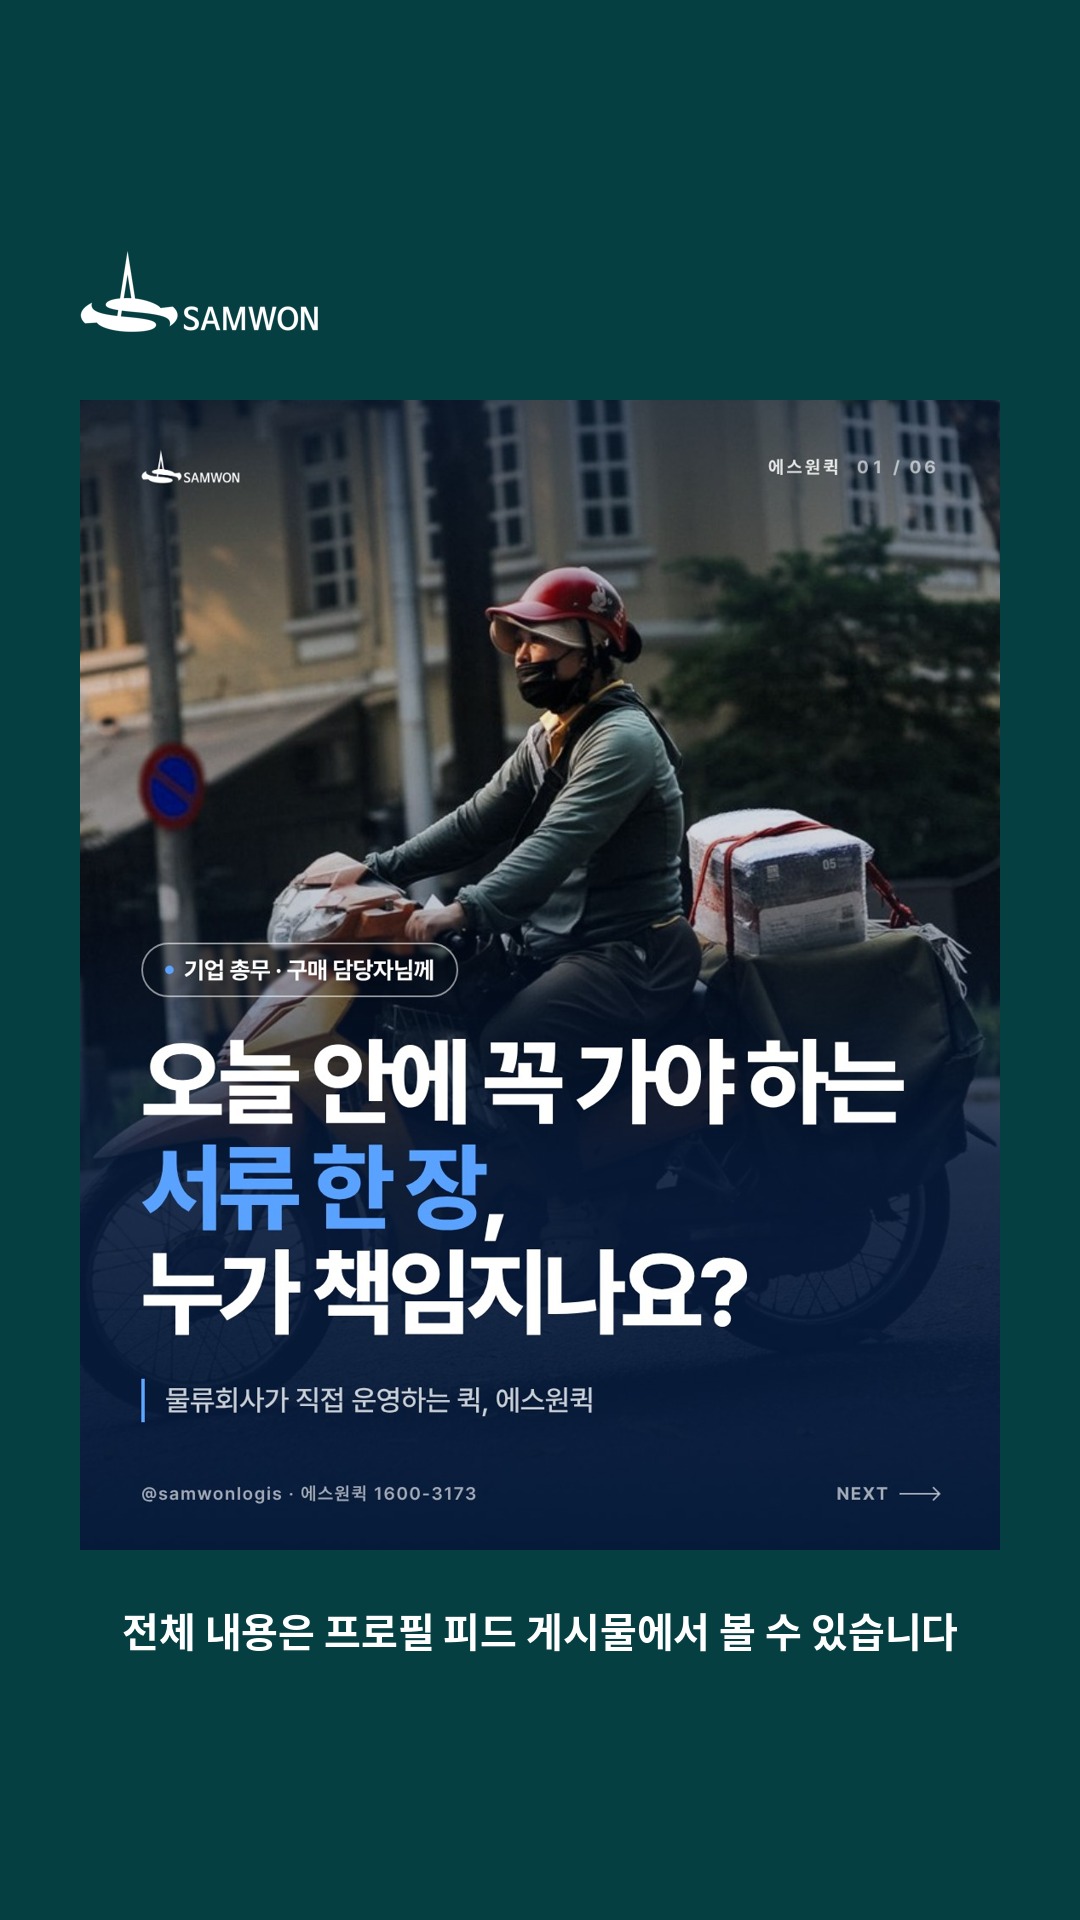 SAMWON
SAMWON
에스원퀵 01 / 06
05
기업 총무 · 구매 담당자님께
오늘 안에 꼭 가야 하는
서류 한 장,
누가 책임지나요?
물류회사가 직접 운영하는 퀵, 에스원퀵
@samwonlogis · 에스원퀵 1600-3173
NEXT
전체 내용은 프로필 피드 게시물에서 볼 수 있습니다